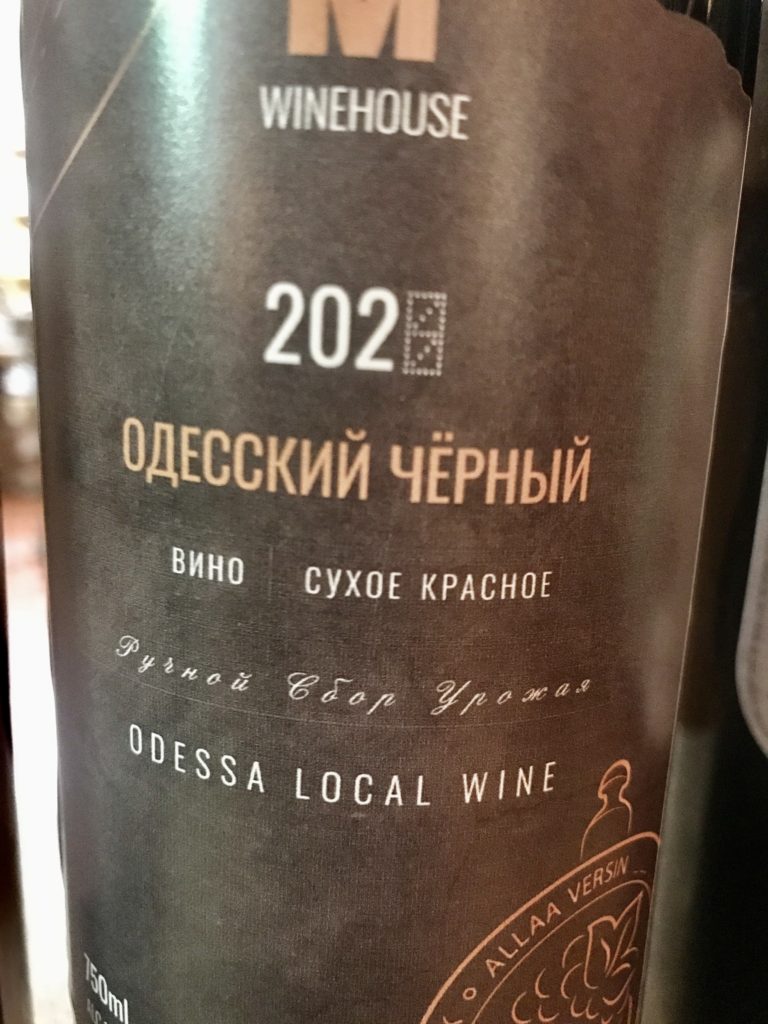 M
WINEHOUSE
202
ОДЕССКИЙ ЧЁРНЫЙ
ВИНО СУХОЕ КРАСНОЕ
Ручной Сбор Урожая
ODESSA LOCAL WINE
ALLAA VERSIN
750ml